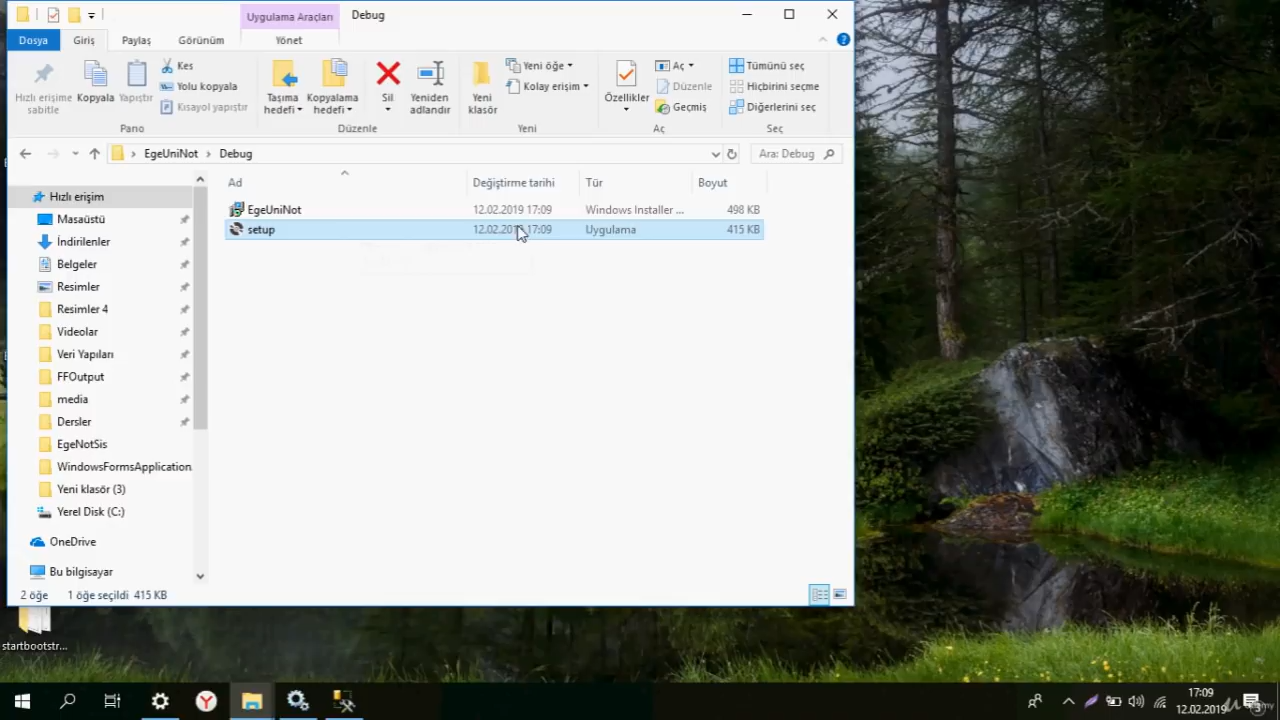 Uygulama Araçları
Debug
Dosya
Giriş
Paylaş
Görünüm
Yönet
Hızlı erişime sabitle
Kopyala
Yapıştır
Kes
Yolu kopyala
Kısayol yapıştır
Taşıma hedefi
Kopyalama hedefi
Sil
Yeniden adlandır
Yeni klasör
Yeni öğe
Kolay erişim
Özellikler
Aç
Düzenle
Geçmiş
Tümünü seç
Hiçbirini seçme
Diğerlerini seç
Pano
Düzenle
Yeni
Aç
Seç
EgeUniNot > Debug
Ara: Debug
Ad
Değiştirme tarihi
Tür
Boyut
EgeUniNot
12.02.2019 17:09
Windows Installer ...
498 KB
setup
12.02.2019 17:09
Uygulama
415 KB
Hızlı erişim
Masaüstü
İndirilenler
Belgeler
Resimler
Resimler 4
Videolar
Veri Yapıları
FFOutput
media
Dersler
EgeNotSis
WindowsFormsApplication
Yeni klasör (3)
Yerel Disk (C:)
OneDrive
Bu bilgisayar
2 öğe
1 öğe seçildi 415 KB
startbootstr...
17:09
12.02.2019